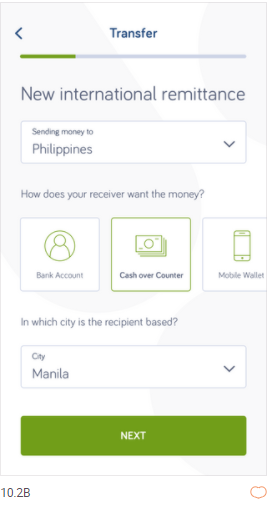 Transfer
New international remittance
Sending money to
Philippines
How does your receiver want the money?
Bank Account
Cash over Counter
Mobile Wallet
In which city is the recipient based?
City
Manila
NEXT
10.2B